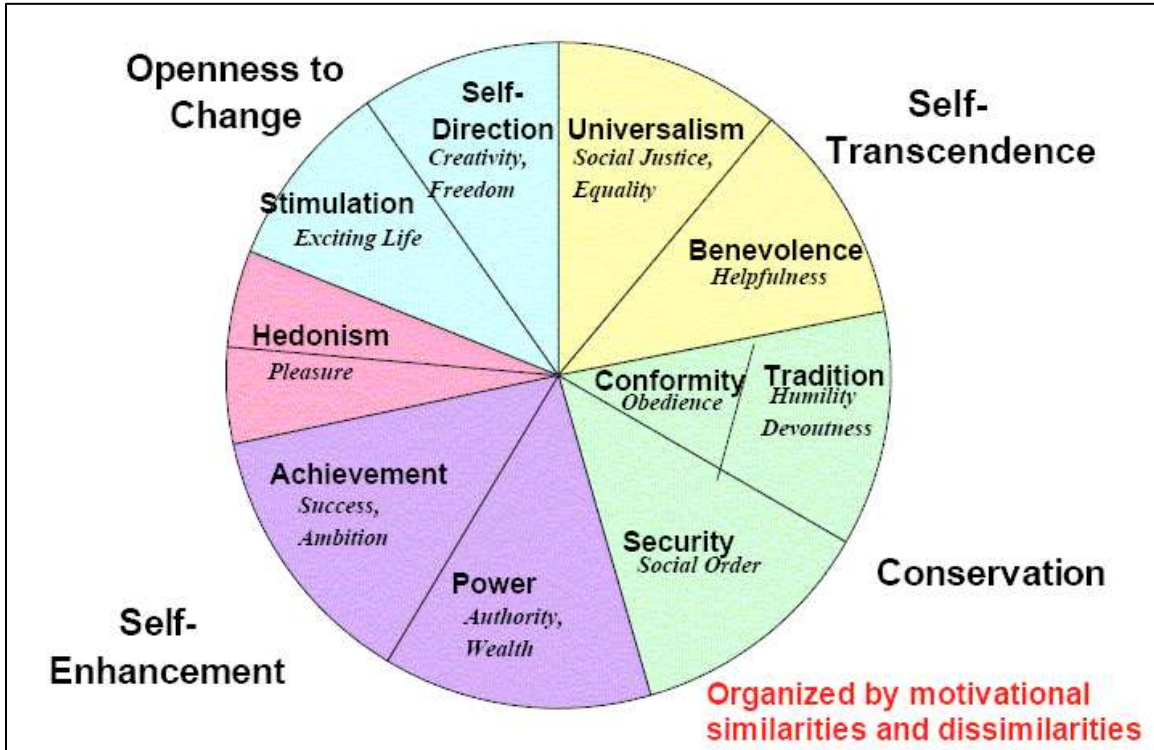 Openness to
Change
Self-
Transcendence
Self-
Direction
Creativity,
Freedom
Universalism
Social Justice,
Equality
Stimulation
Exciting Life
Benevolence
Helpfulness
Hedonism
Pleasure
Conformity
Obedience
Tradition
Humility
Devoutness
Achievement
Success,
Ambition
Security
Social Order
Power
Authority,
Wealth
Conservation
Self-
Enhancement
Organized by motivational
similarities and dissimilarities